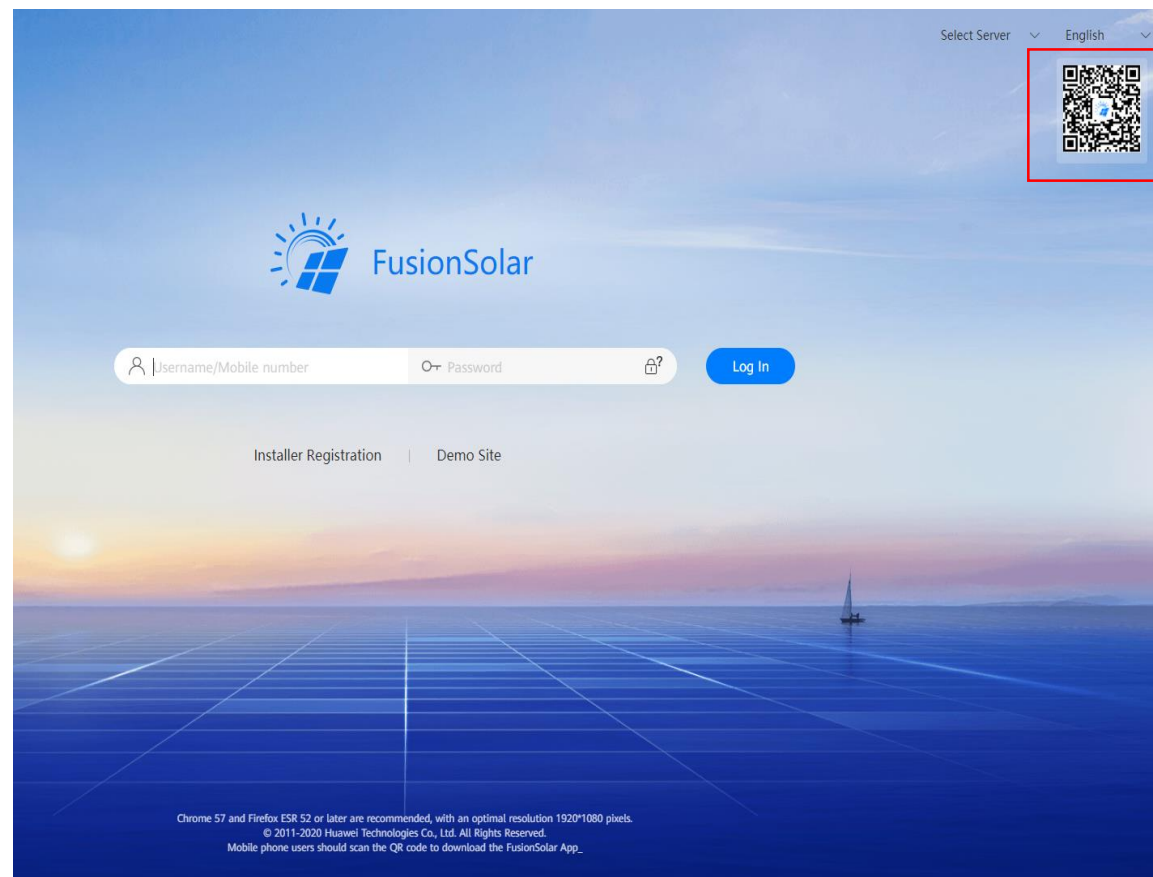 Select Server English
FusionSolar
Username/Mobile number Password ? Log In
Installer Registration | Demo Site
Chrome 57 and Firefox ESR 52 or later are recommended, with an optimal resolution 1920*1080 pixels.
© 2011-2020 Huawei Technologies Co., Ltd. All Rights Reserved.
Mobile phone users should scan the QR code to download the FusionSolar App_